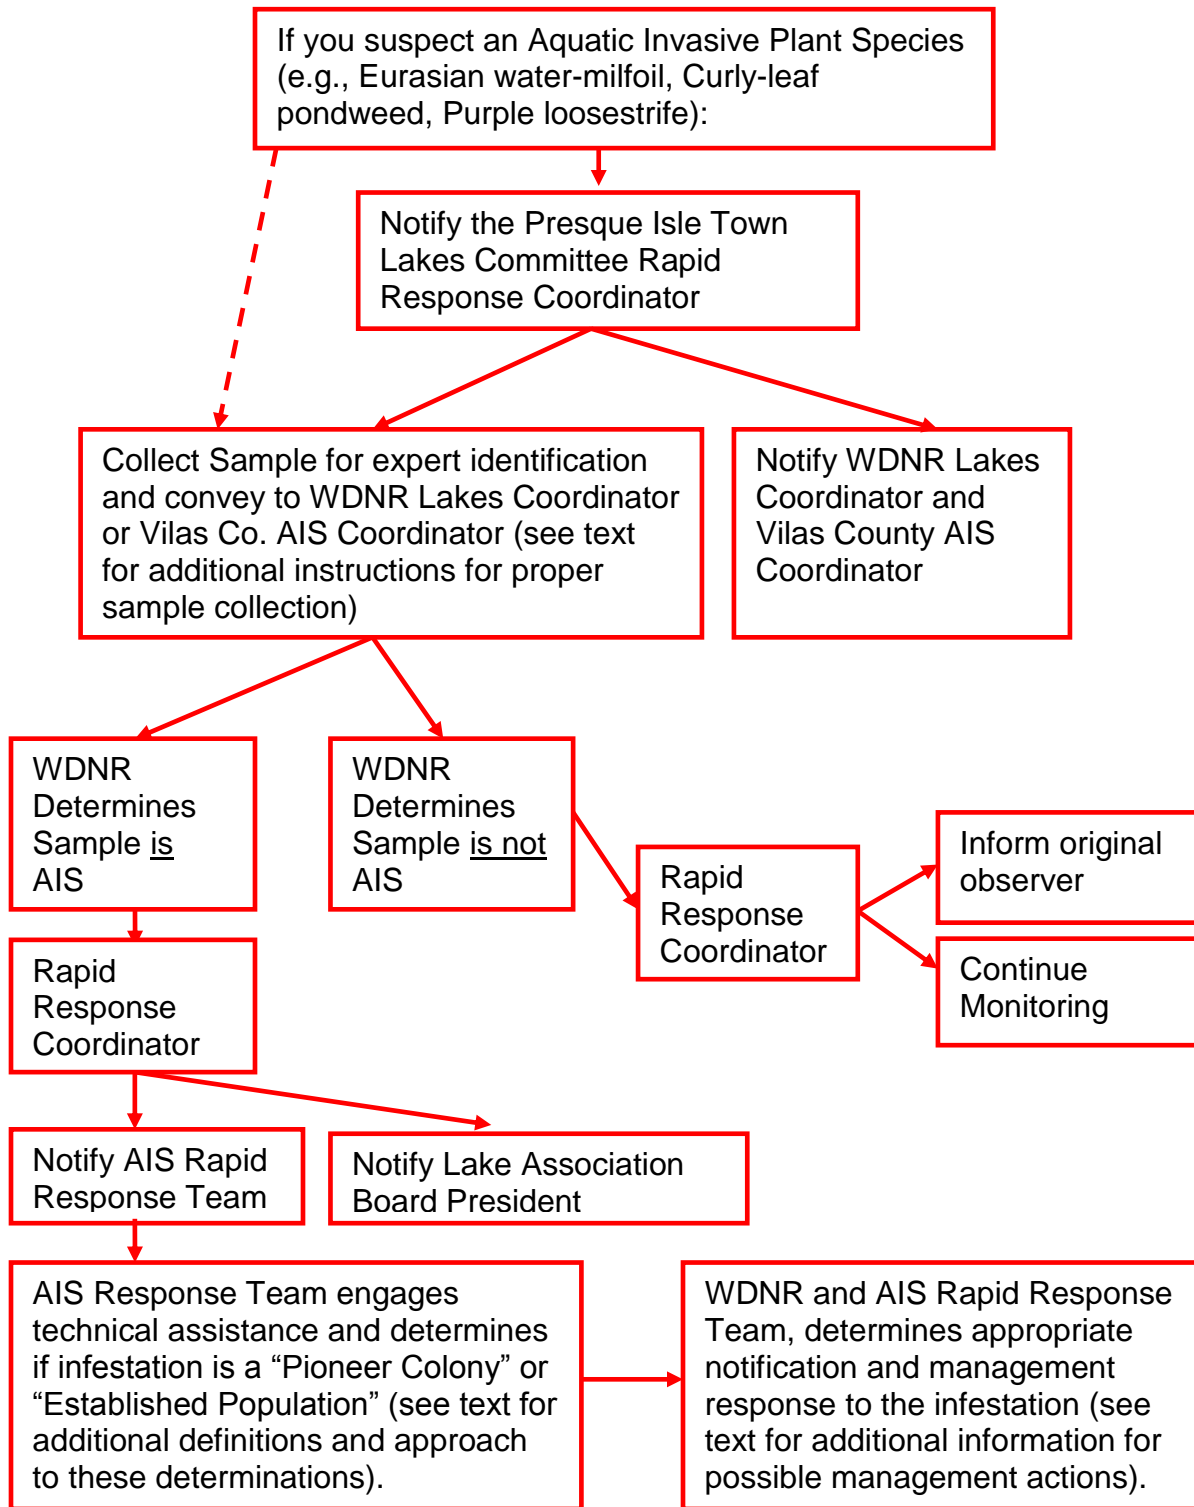 If you suspect an Aquatic Invasive Plant Species
(e.g., Eurasian water-milfoil, Curly-leaf
pondweed, Purple loosestrife):
Notify the Presque Isle Town
Lakes Committee Rapid
Response Coordinator
Collect Sample for expert identification
and convey to WDNR Lakes Coordinator
or Vilas Co. AIS Coordinator (see text
for additional instructions for proper
sample collection)
Notify WDNR Lakes
Coordinator and
Vilas County AIS
Coordinator
WDNR
Determines
Sample is
AIS
WDNR
Determines
Sample is not
AIS
Rapid
Response
Coordinator
Inform original
observer
Continue
Monitoring
Rapid
Response
Coordinator
Notify AIS Rapid
Response Team
Notify Lake Association
Board President
AIS Response Team engages
technical assistance and determines
if infestation is a “Pioneer Colony” or
“Established Population” (see text for
additional definitions and approach
to these determinations).
WDNR and AIS Rapid Response
Team, determines appropriate
notification and management
response to the infestation (see
text for additional information for
possible management actions).